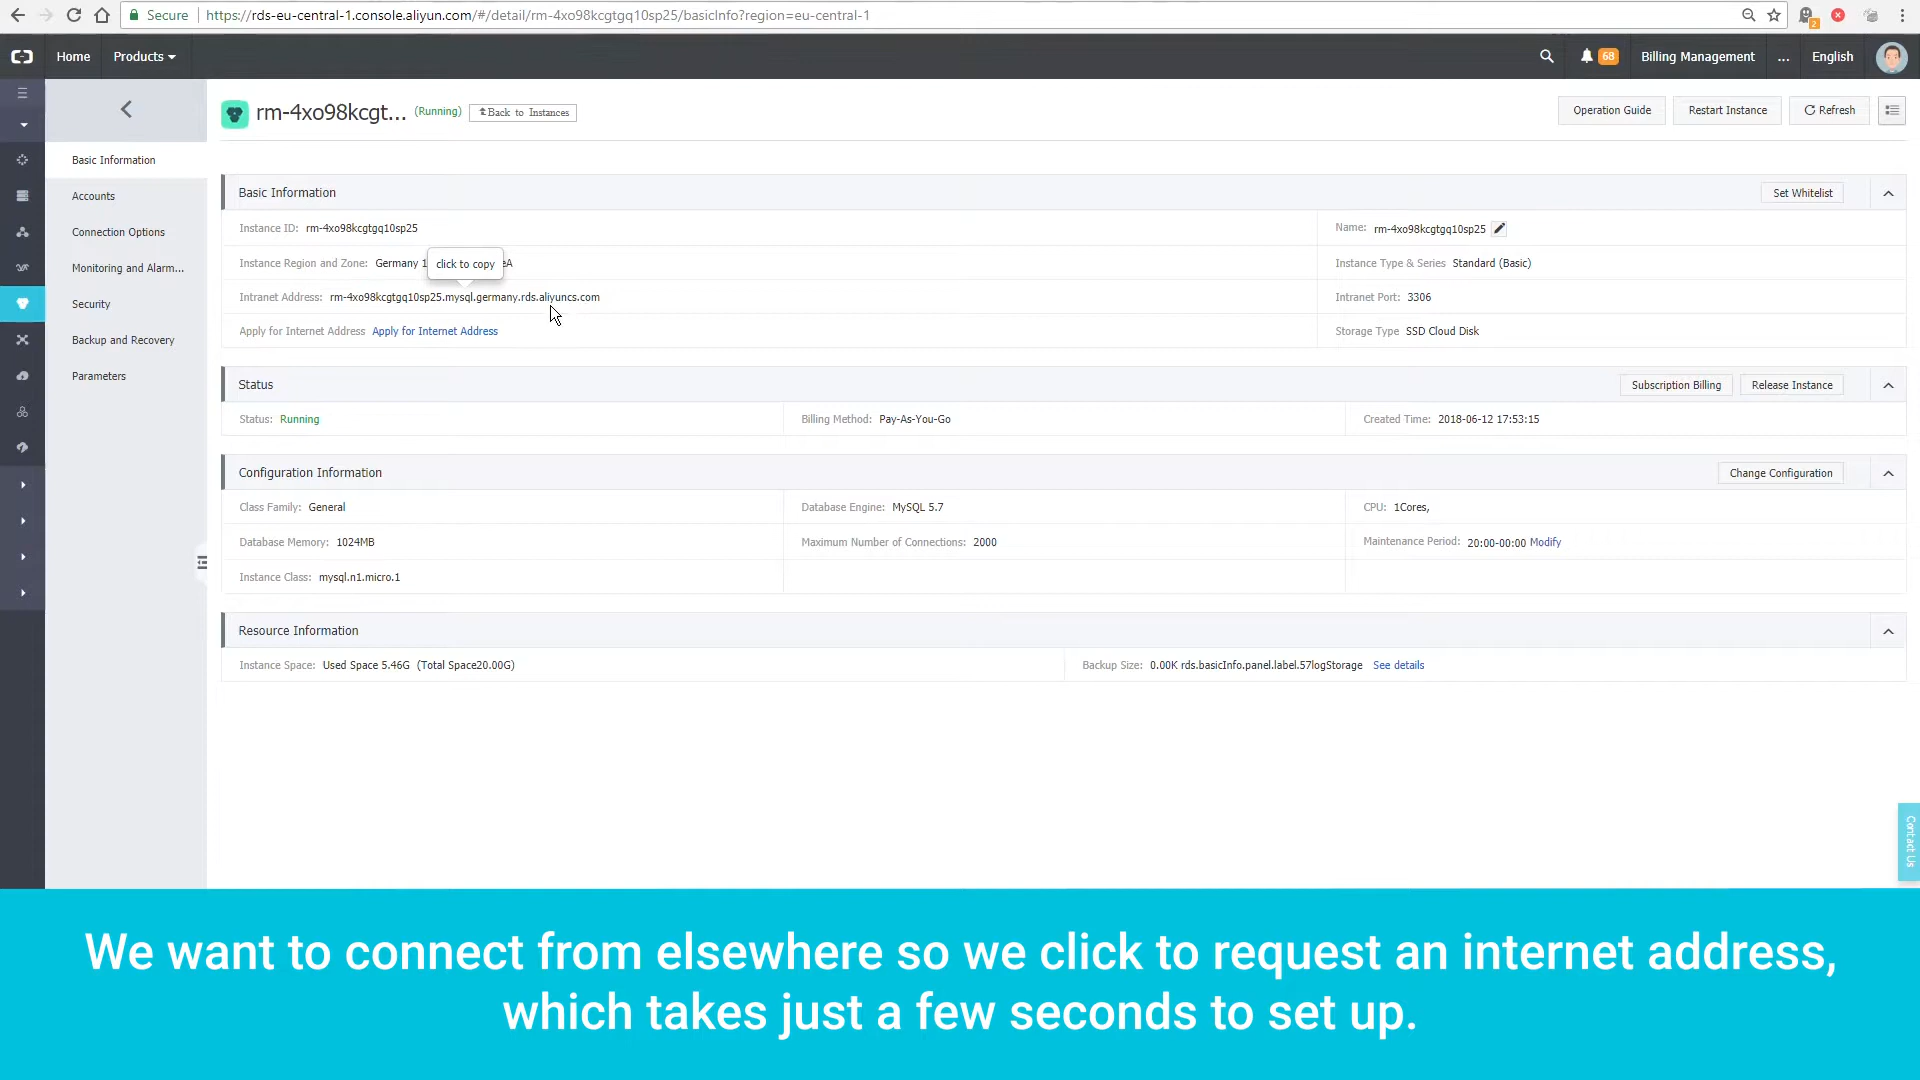 Secure https://rds-eu-central-1.console.aliyun.com/#/detail/rm-4xo98kcgtgq10sp25/basicInfo?region=eu-central-1
2
Home Products 68 Billing Management ... English
rm-4xo98kcgt... (Running) Back to Instances Operation Guide Restart Instance Refresh
Basic Information
Accounts
Connection Options
Monitoring and Alarm...
Security
Backup and Recovery
Parameters
Basic Information Set Whitelist
Instance ID: rm-4xo98kcgtgq10sp25 Name: rm-4xo98kcgtgq10sp25
Instance Region and Zone: Germany 1 eA Instance Type & Series Standard (Basic)
click to copy
Intranet Address: rm-4xo98kcgtgq10sp25.mysql.germany.rds.aliyuncs.com Intranet Port: 3306
Apply for Internet Address Apply for Internet Address Storage Type SSD Cloud Disk
Status Subscription Billing Release Instance
Status: Running Billing Method: Pay-As-You-Go Created Time: 2018-06-12 17:53:15
Configuration Information Change Configuration
Class Family: General Database Engine: MySQL 5.7 CPU: 1Cores,
Database Memory: 1024MB Maximum Number of Connections: 2000 Maintenance Period: 20:00-00:00 Modify
Instance Class: mysql.n1.micro.1
Resource Information
Instance Space: Used Space 5.46G (Total Space20.00G) Backup Size: 0.00K rds.basicInfo.panel.label.57logStorage See details
Contact Us
We want to connect from elsewhere so we click to request an internet address,
which takes just a few seconds to set up.